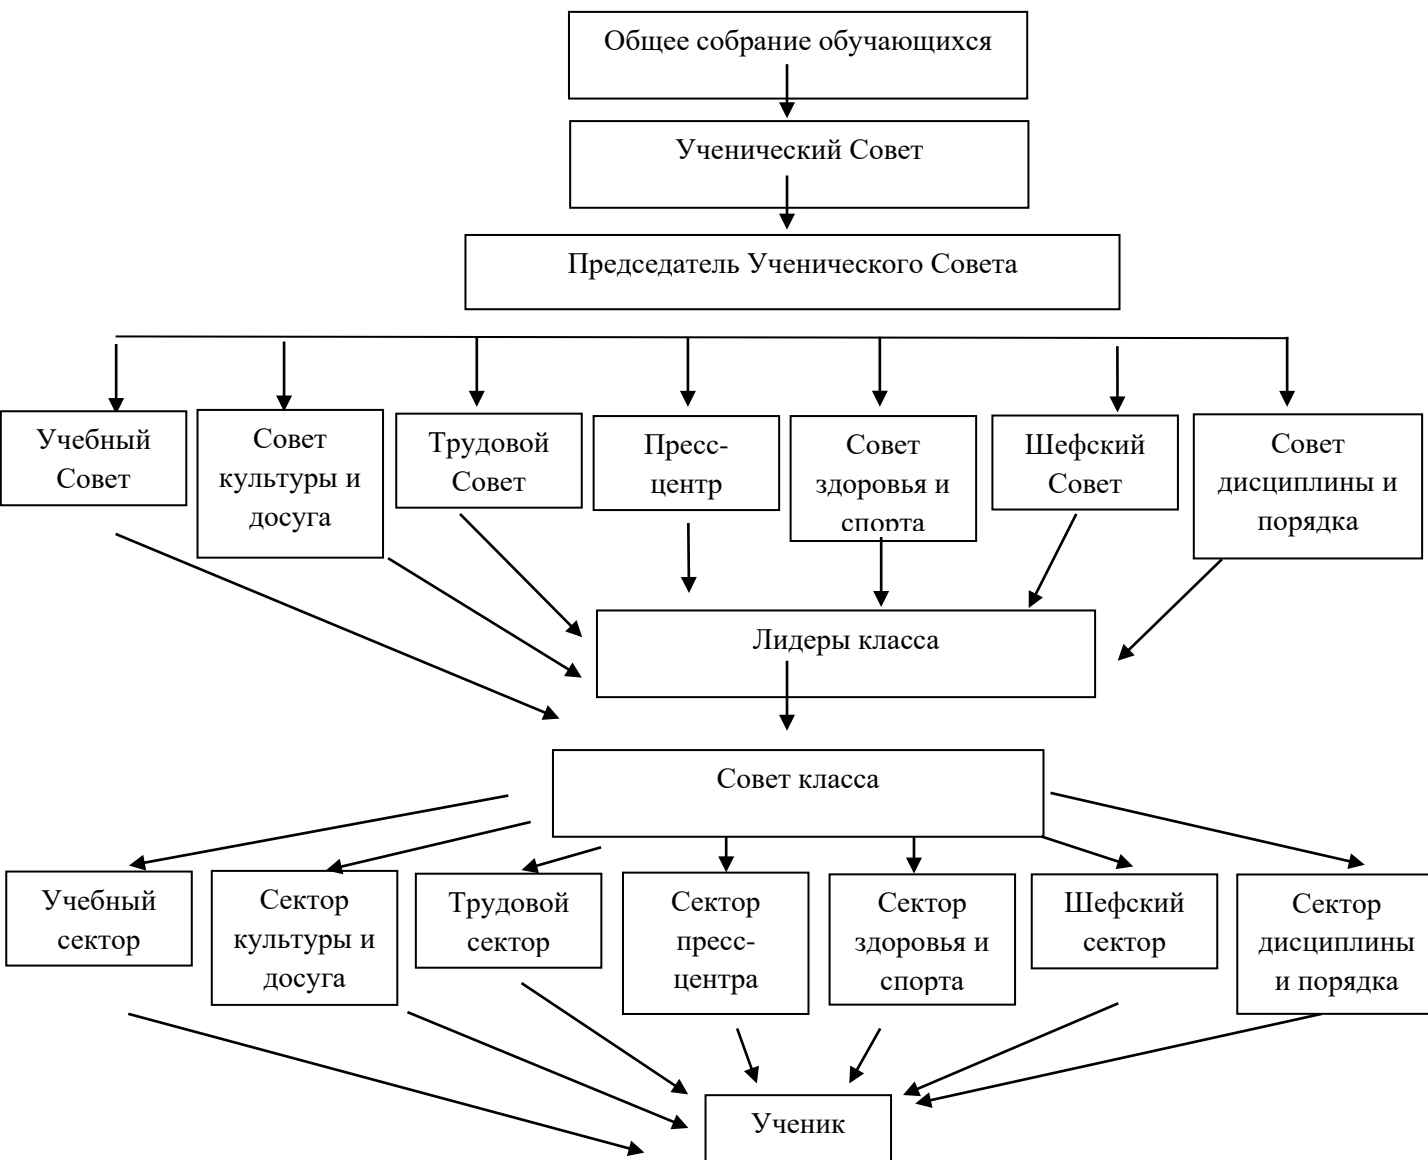 Общее собрание обучающихся
Ученический Совет
Председатель Ученического Совета
Учебный
Совет
Совет
культуры и
досуга
Трудовой
Совет
Пресс-
центр
Совет
здоровья и
спорта
Шефский
Совет
Совет
дисциплины и
порядка
Лидеры класса
Совет класса
Учебный
сектор
Сектор
культуры и
досуга
Трудовой
сектор
Сектор
пресс-
центра
Сектор
здоровья и
спорта
Шефский
сектор
Сектор
дисциплины
и порядка
Ученик